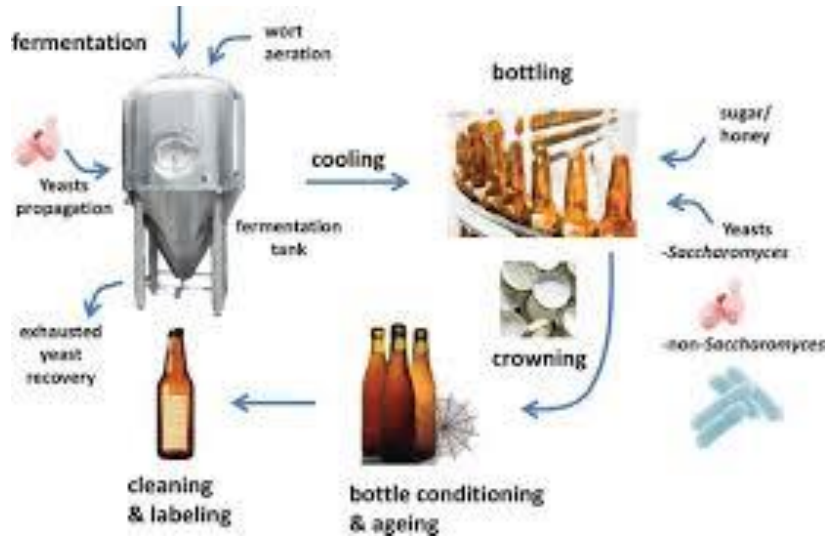 fermentation
wort
aeration
bottling
sugar/
honey
Yeasts
propagation
cooling
fermentation
tank
Yeasts
-Saccharomyces
exhausted
yeast
recovery
crowning
-non-Saccharomyces
cleaning
& labeling
bottle conditioning
& ageing